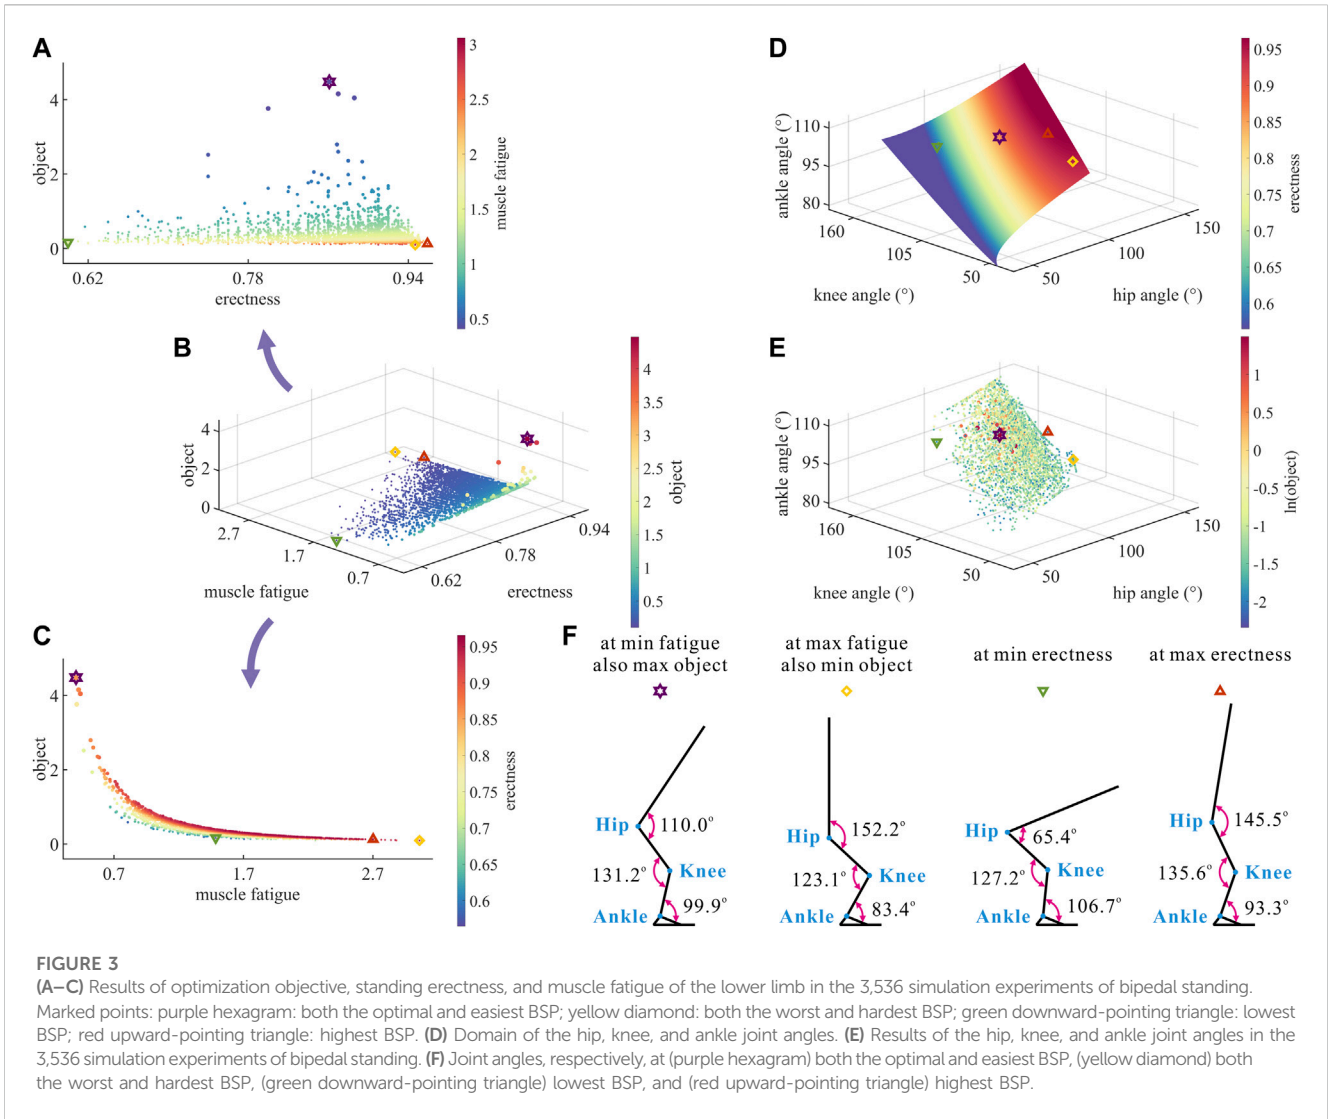 A
3
2.5
2
1.5
1
0.5
muscle fatigue
4
2
0
object
0.62 0.78 0.94
erectness
D
110
95
80
ankle angle (°)
160
105
50
knee angle (°)
50
100
150
hip angle (°)
0.95
0.9
0.85
0.8
0.75
0.7
0.65
0.6
erectness
B
4
2
0
object
2.7
1.7
0.7
muscle fatigue
0.62
0.78
0.94
erectness
4
3.5
3
2.5
2
1.5
1
0.5
object
E
110
95
80
ankle angle (°)
160
105
50
knee angle (°)
50
100
150
hip angle (°)
1
0.5
0
-0.5
-1
-1.5
-2
ln(object)
C
4
2
0
object
0.7 1.7 2.7
muscle fatigue
0.95
0.9
0.85
0.8
0.75
0.7
0.65
0.6
erectness
F
at min fatigue
also max object
Hip
110.0°
131.2°
Knee
99.9°
Ankle
at max fatigue
also min object
152.2°
Hip
123.1°
Knee
83.4°
Ankle
at min erectness
Hip
65.4°
127.2°
Knee
106.7°
Ankle
at max erectness
Hip
145.5°
135.6°
Knee
93.3°
Ankle
FIGURE 3
(A–C) Results of optimization objective, standing erectness, and muscle fatigue of the lower limb in the 3,536 simulation experiments of bipedal standing.
Marked points: purple hexagram: both the optimal and easiest BSP; yellow diamond: both the worst and hardest BSP; green downward-pointing triangle: lowest
BSP; red upward-pointing triangle: highest BSP. (D) Domain of the hip, knee, and ankle joint angles. (E) Results of the hip, knee, and ankle joint angles in the
3,536 simulation experiments of bipedal standing. (F) Joint angles, respectively, at (purple hexagram) both the optimal and easiest BSP, (yellow diamond) both
the worst and hardest BSP, (green downward-pointing triangle) lowest BSP, and (red upward-pointing triangle) highest BSP.